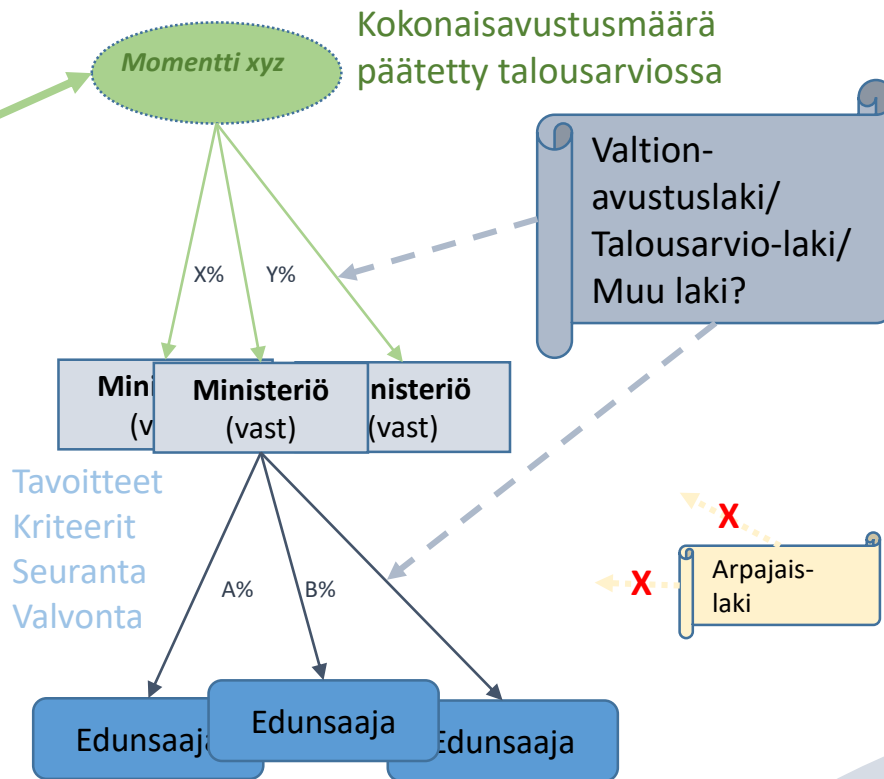 Kokonaisavustusmäärä
päätetty talousarviossa
Momentti xyz
Valtion-
avustuslaki/
Talousarvio-laki/
Muu laki?
X%
Y%
Mini
Ministeriö
nisteriö
(v
(vast)
(vast)
Tavoitteet
Kriteerit
Seuranta
Valvonta
A%
B%
X
X
Arpajais-
laki
Edunsaaja
Edunsaaja
Edunsaaja